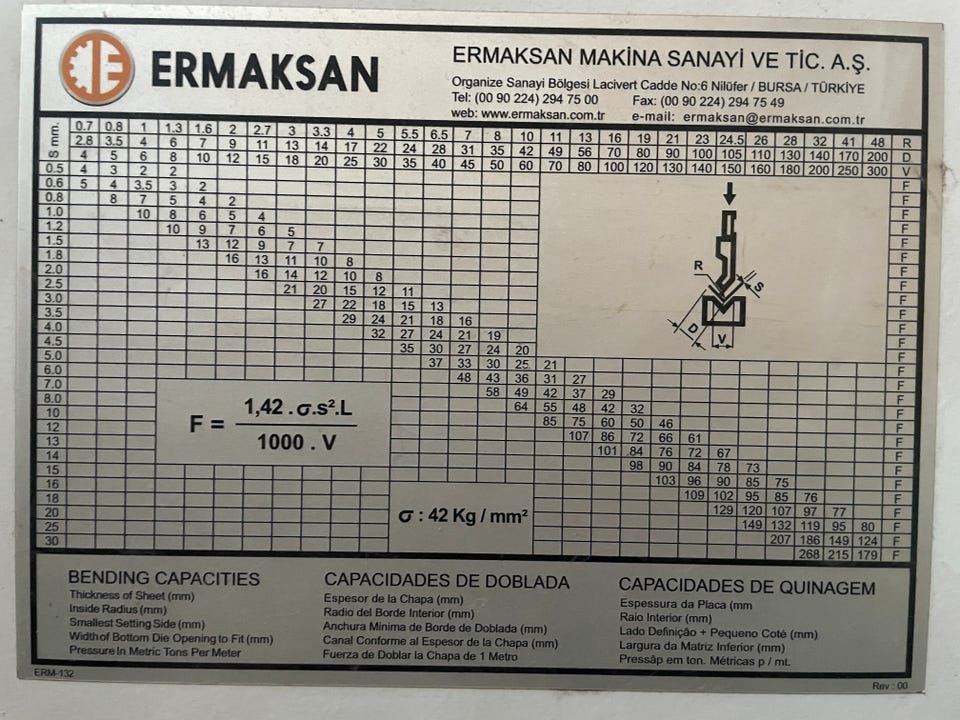 ERMAKSAN
ERMAKSAN MAKİNA SANAYİ VE TİC. A.Ş.
Organize Sanayi Bölgesi Lacivert Cadde No:6 Nilüfer / BURSA / TÜRKİYE
Tel: (00 90 224) 294 75 00 Fax: (00 90 224) 294 75 49
web: www.ermaksan.com.tr e-mail: ermaksan@ermaksan.com.tr
S mm.
0.7 0.8 1 1.3 1.6 2 2.7 3 3.3 4 5 5.5 6.5 7 8 10 11 13 16 19 21 23 24.5 26 28 32 41 48 R
2.8 3.5 4 6 7 9 11 13 14 17 22 24 28 31 35 42 49 56 70 80 90 100 105 110 130 140 170 200 D
4 5 6 8 10 12 15 18 20 25 30 35 40 45 50 60 70 80 100 120 130 140 150 160 180 200 250 300 V
0.5 4 3 2 2 F
0.6 5 4 3.5 3 2 F
0.8 8 7 5 4 2 F
1.0 10 8 6 5 4 F
1.2 10 9 7 6 5 F
1.5 13 12 9 7 7 F
1.8 16 13 11 10 8 F
2.0 16 14 12 10 8 F
2.5 21 20 15 12 11 F
3.0 27 22 18 15 13 F
3.5 29 24 21 18 16 F
4.0 32 27 24 21 19 F
4.5 35 30 27 24 20 F
5.0 37 33 30 25 21 F
6.0 48 43 36 31 27 F
7.0 58 49 42 37 29 F
8.0 64 55 48 42 32 F
10 85 75 60 50 46 F
12 107 86 72 66 61 F
13 101 84 76 72 67 F
14 98 90 84 78 73 F
15 103 96 90 85 75 F
16 109 102 95 85 76 F
18 129 120 107 97 77 F
20 149 132 119 95 80 F
25 207 186 149 124 F
30 268 215 179 F
R
S
D
V
F = 1,42 . σ.s².L
1000 . V
σ : 42 Kg / mm²
BENDING CAPACITIES
Thickness of Sheet (mm)
Inside Radius (mm)
Smallest Setting Side (mm)
Width of Bottom Die Opening to Fit (mm)
Pressure In Metric Tons Per Meter
CAPACIDADES DE DOBLADA
Espesor de la Chapa (mm)
Radio del Borde Interior (mm)
Anchura Minima de Borde de Doblada (mm)
Canal Conforme al Espesor de la Chapa (mm)
Fuerza de Doblar la Chapa de 1 Metro
CAPACIDADES DE QUINAGEM
Espessura da Placa (mm
Raio Interior (mm)
Lado Definição + Pequeno Coté (mm)
Largura da Matriz Inferior (mm)
Pressâp em ton. Métricas p / mt.
ERM-132
Rev : 00